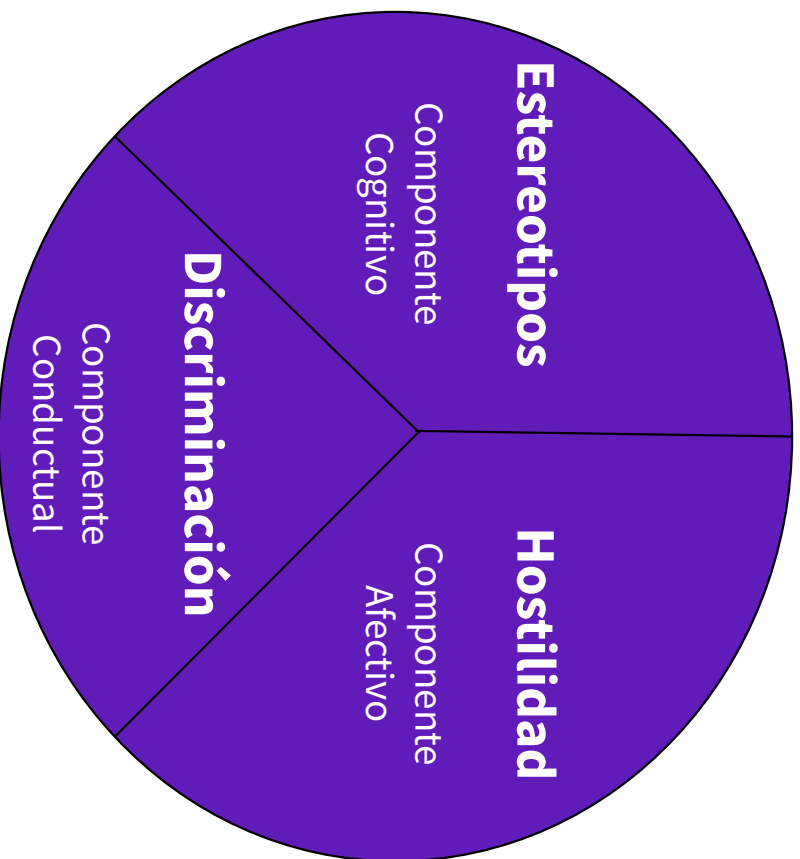 Estereotipos
Componente
Cognitivo
Hostilidad
Componente
Afectivo
Discriminación
Componente
Conductual